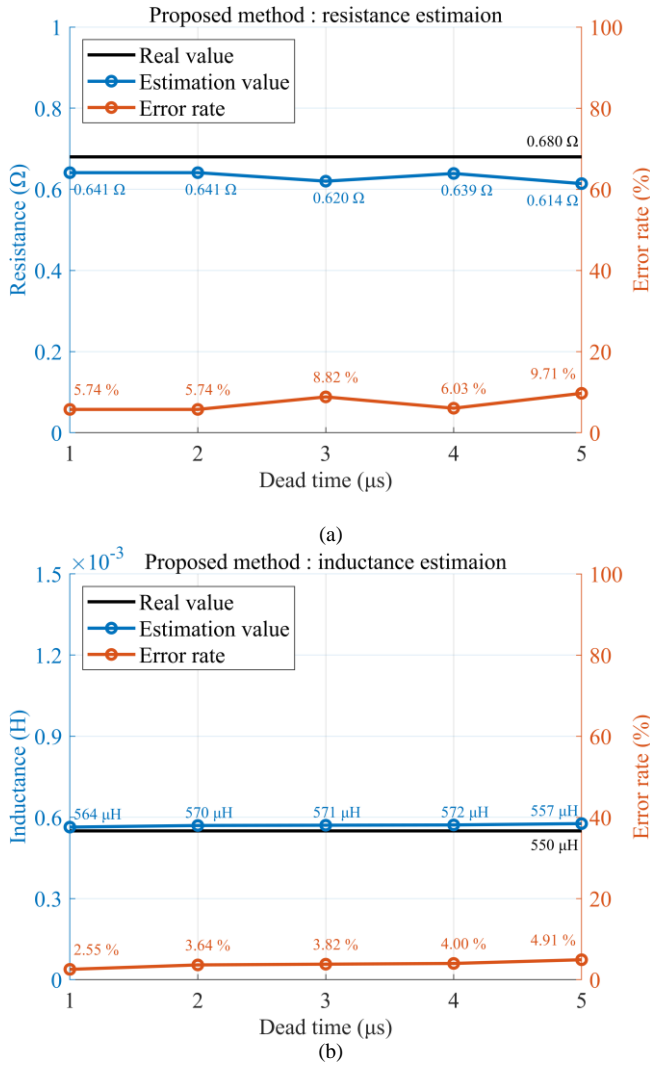 Proposed method : resistance estimaion
1
100
Real value
Estimation value
Error rate
0.8
80
0.680 Ω
0.6
60
0.641 Ω
0.641 Ω
0.620 Ω
0.639 Ω
0.614 Ω
Resistance (Ω)
Error rate (%)
0.4
40
0.2
20
5.74 %
5.74 %
8.82 %
6.03 %
9.71 %
0
0
1
2
3
4
5
Dead time (μs)
(a)
×10-3
Proposed method : inductance estimaion
1.5
100
Real value
Estimation value
Error rate
1.2
80
0.9
60
Inductance (H)
Error rate (%)
0.6
40
564 μH
570 μH
571 μH
572 μH
557 μH
550 μH
0.3
20
2.55 %
3.64 %
3.82 %
4.00 %
4.91 %
0
0
1
2
3
4
5
Dead time (μs)
(b)